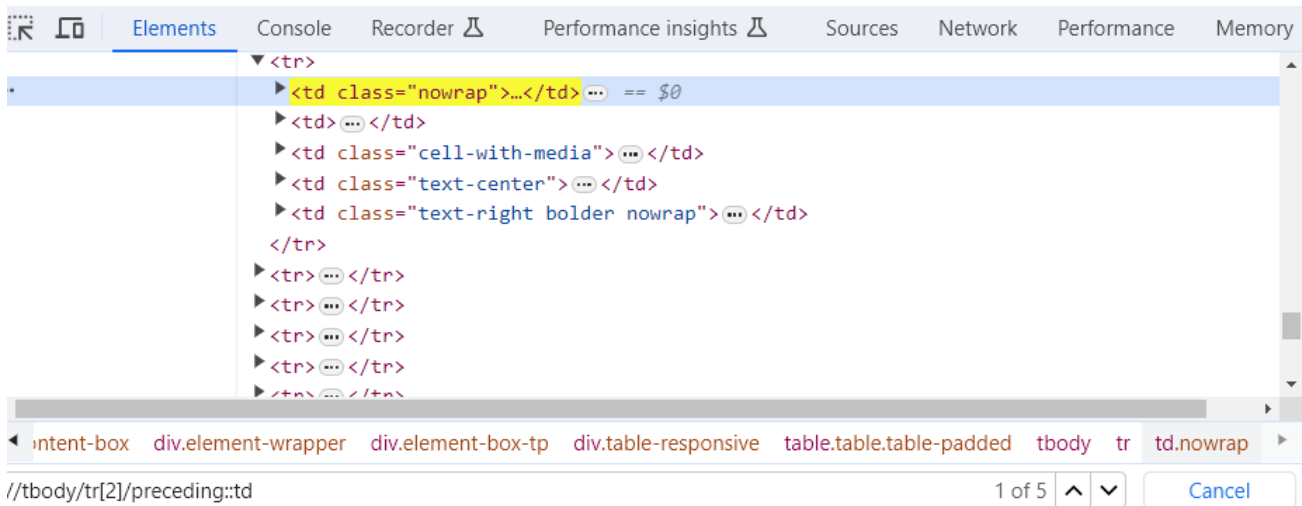 Elements Console Recorder Performance insights Sources Network Performance Memory
▼<tr>
▶<td class="nowrap">…</td> ⋯ == $0
▶<td> ⋯ </td>
▶<td class="cell-with-media"> ⋯ </td>
▶<td class="text-center"> ⋯ </td>
▶<td class="text-right bolder nowrap"> ⋯ </td>
</tr>
▶<tr> ⋯ </tr>
▶<tr> ⋯ </tr>
▶<tr> ⋯ </tr>
▶<tr> ⋯ </tr>
▶<tr> ⋯ </tr>
ontent-box div.element-wrapper div.element-box-tp div.table-responsive table.table.table-padded tbody tr td.nowrap
//tbody/tr[2]/preceding::td 1 of 5 Cancel